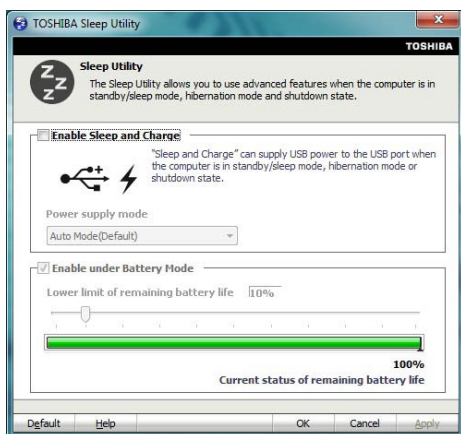 TOSHIBA Sleep Utility
TOSHIBA
Z Z Z
Sleep Utility
The Sleep Utility allows you to use advanced features when the computer is in
standby/sleep mode, hibernation mode and shutdown state.
Enable Sleep and Charge
"Sleep and Charge" can supply USB power to the USB port when
the computer is in standby/sleep mode, hibernation mode or
shutdown state.
Power supply mode
Auto Mode(Default)
Enable under Battery Mode
Lower limit of remaining battery life 10%
100%
Current status of remaining battery life
Default Help OK Cancel Apply